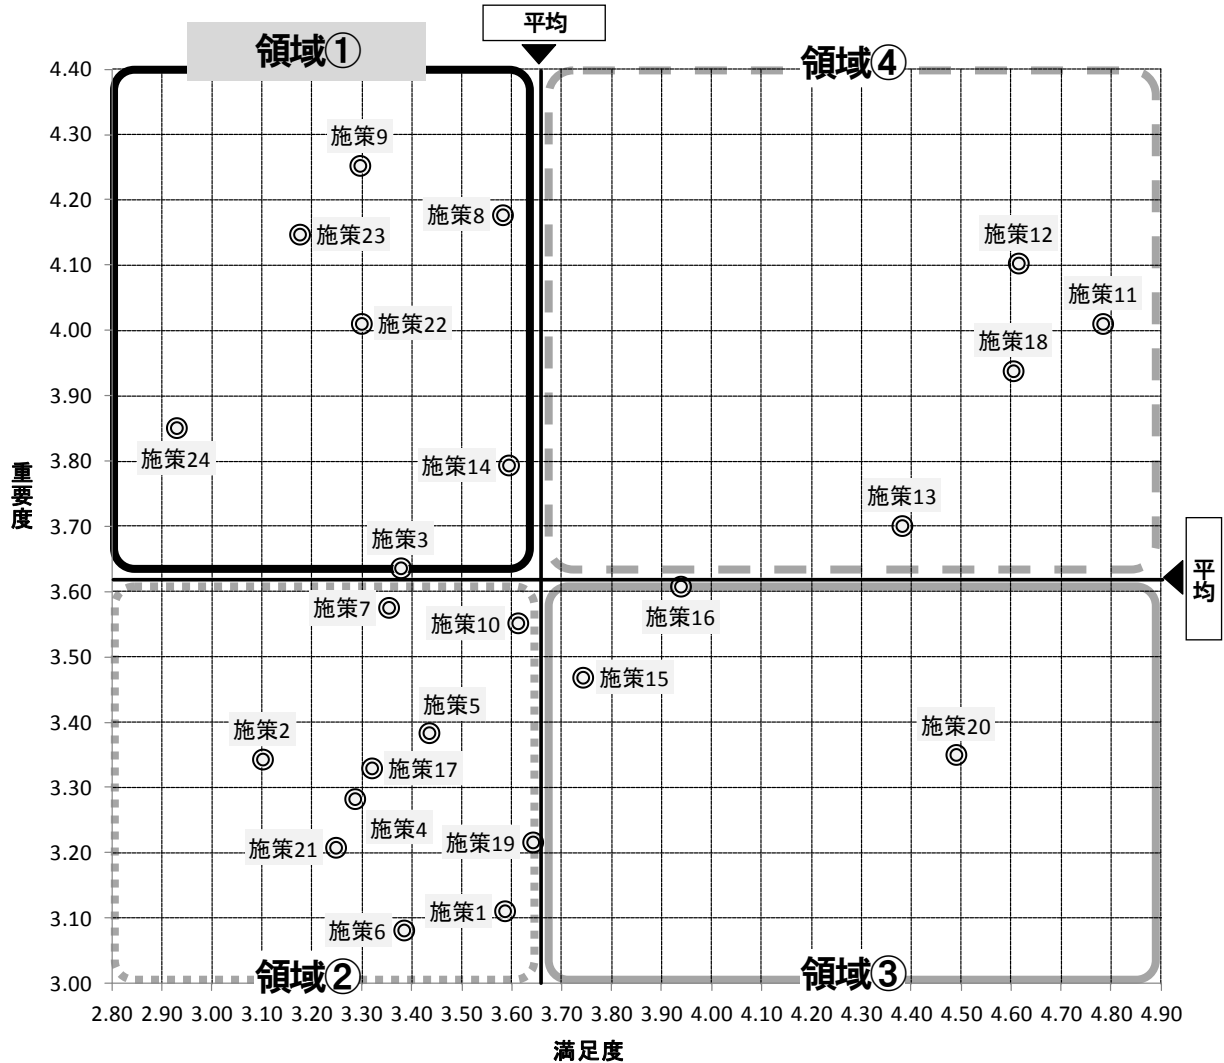 平均
領域①
領域④
4.40
4.30
4.20
4.10
4.00
3.90
3.80
3.70
3.60
3.50
3.40
3.30
3.20
3.10
3.00
重要度
施策9
施策8
施策23
施策12
施策11
施策22
施策18
施策24
施策14
施策13
施策3
平均
施策7
施策10
施策16
施策15
施策5
施策2
施策20
施策17
施策4
施策21
施策19
施策1
施策6
領域②
領域③
2.80 2.90 3.00 3.10 3.20 3.30 3.40 3.50 3.60 3.70 3.80 3.90 4.00 4.10 4.20 4.30 4.40 4.50 4.60 4.70 4.80 4.90
満足度